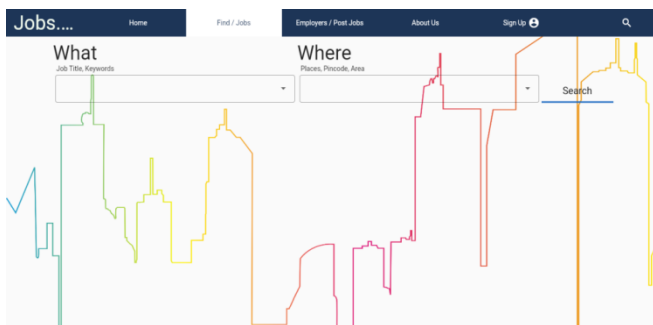 Jobs....
Home
Find / Jobs
Employers / Post Jobs
About Us
Sign Up
What
Job Title, Keywords
Where
Places, Pincode, Area
Search